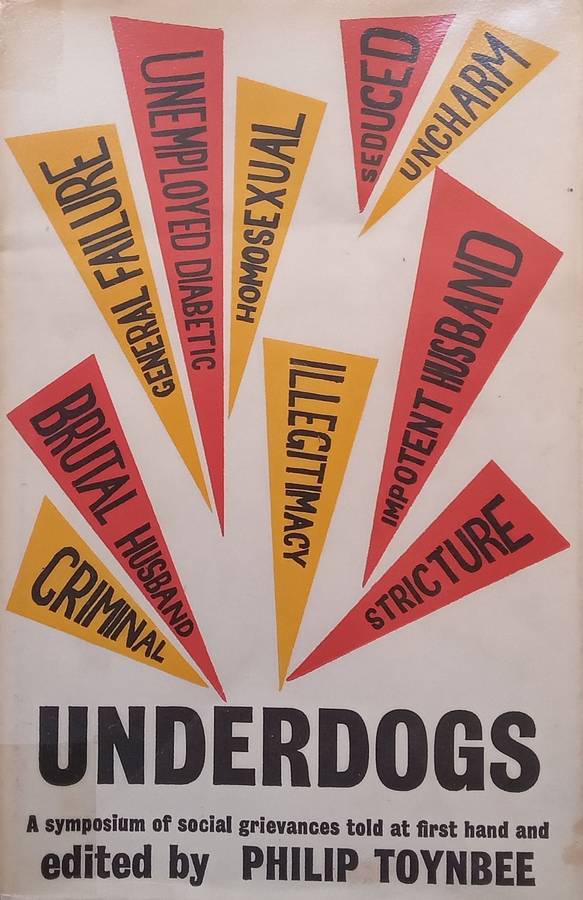 UNEMPLOYED DIABETIC
SEDUCED
UNCHARM
GENERAL FAILURE
HOMOSEXUAL
IMPOTENT HUSBAND
ILLEGITIMACY
BRUTAL HUSBAND
STRICTURE
CRIMINAL
UNDERDOGS
A symposium of social grievances told at first hand and
edited by PHILIP TOYNBEE